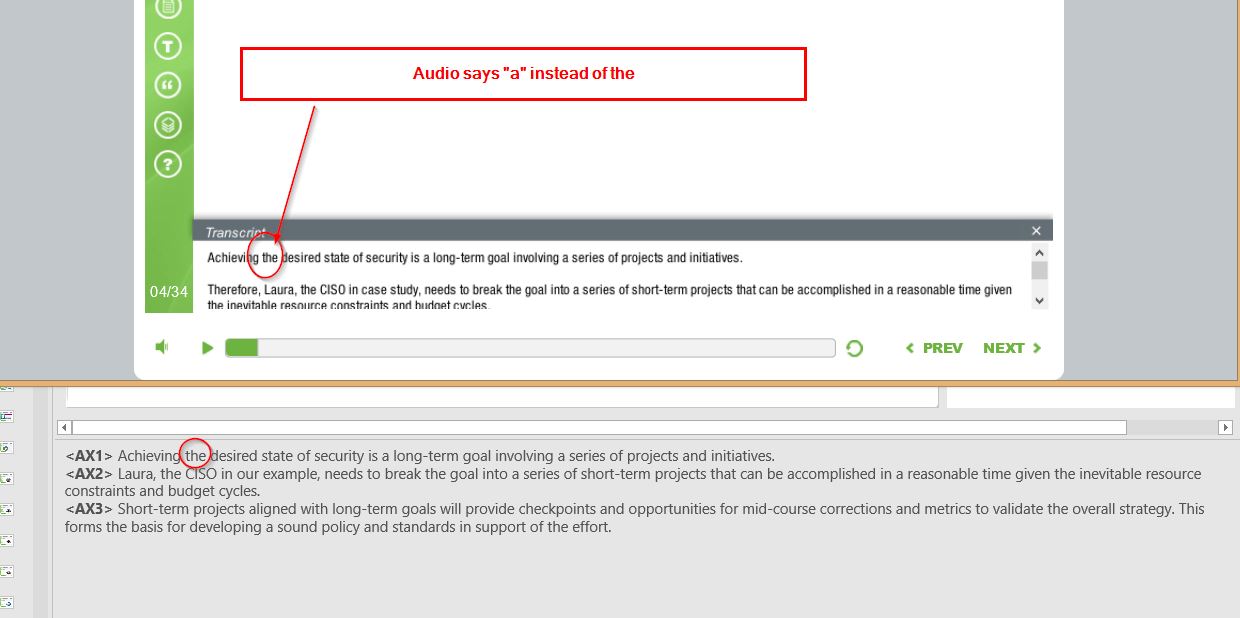 T
Audio says "a" instead of the
?
Transcript
Achieving the desired state of security is a long-term goal involving a series of projects and initiatives.
Therefore, Laura, the CISO in case study, needs to break the goal into a series of short-term projects that can be accomplished in a reasonable time given
the inevitable resource constraints and budget cycles.
04/34
PREV NEXT
<AX1> Achieving the desired state of security is a long-term goal involving a series of projects and initiatives.
<AX2> Laura, the CISO in our example, needs to break the goal into a series of short-term projects that can be accomplished in a reasonable time given the inevitable resource
constraints and budget cycles.
<AX3> Short-term projects aligned with long-term goals will provide checkpoints and opportunities for mid-course corrections and metrics to validate the overall strategy. This
forms the basis for developing a sound policy and standards in support of the effort.